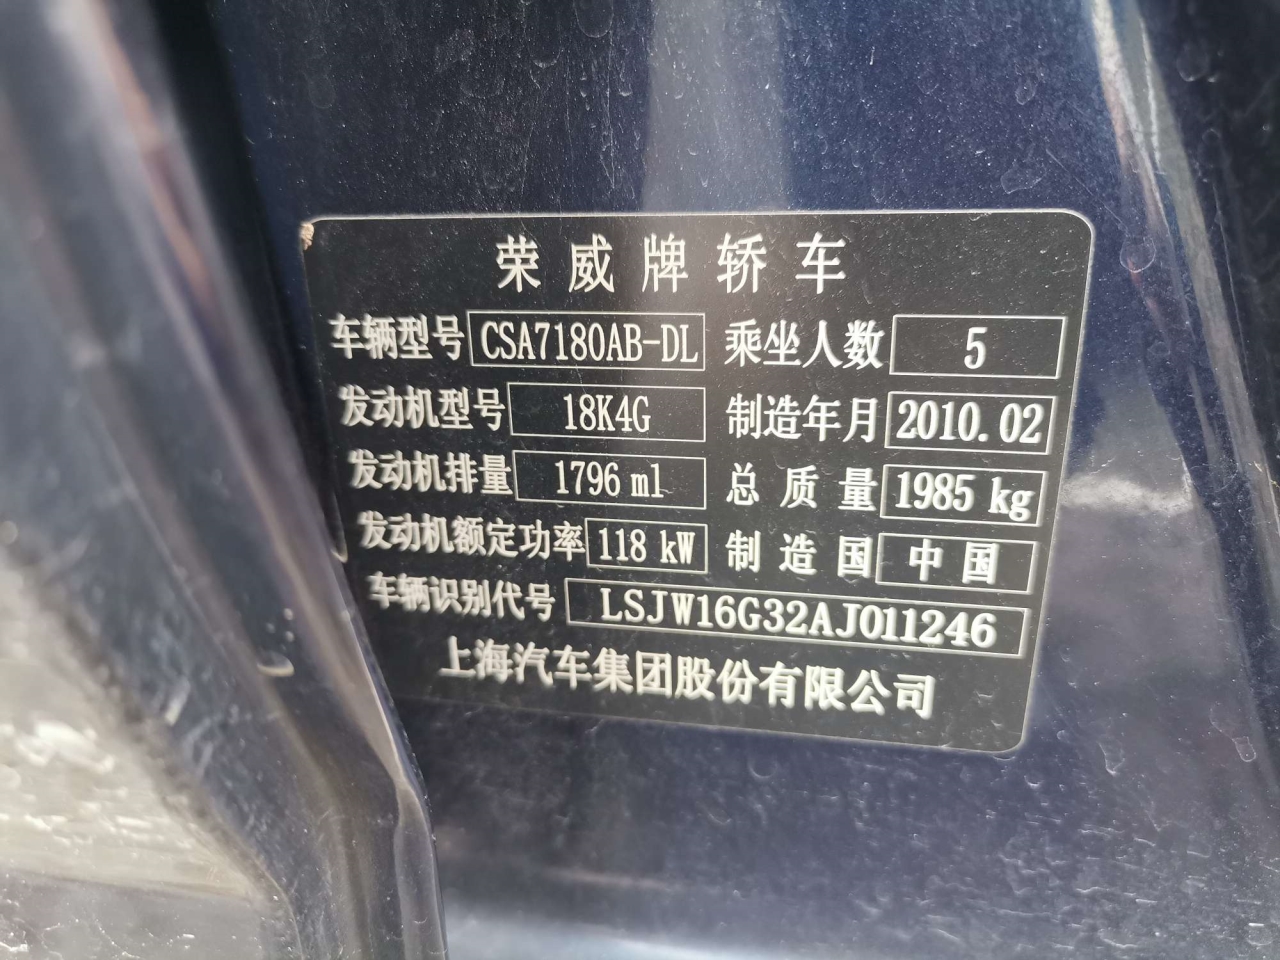 荣威牌轿车
车辆型号 CSA7180AB-DL 乘坐人数 5
发动机型号 18K4G 制造年月 2010.02
发动机排量 1796 ml 总质量 1985 kg
发动机额定功率 118 kW 制造国 中国
车辆识别代号 LSJW16G32AJ011246
上海汽车集团股份有限公司